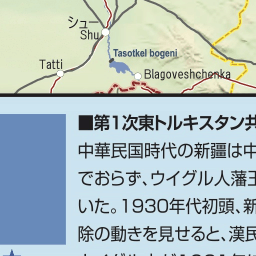 シュー
Shu
Tasotkel bogeni
Tatti
Blagoveshchenka
■第1次東トルキスタン共
中華民国時代の新疆は中
でおらず、ウイグル人藩王
いた。1930年代初頭、新
除の動きを見せると、漢民